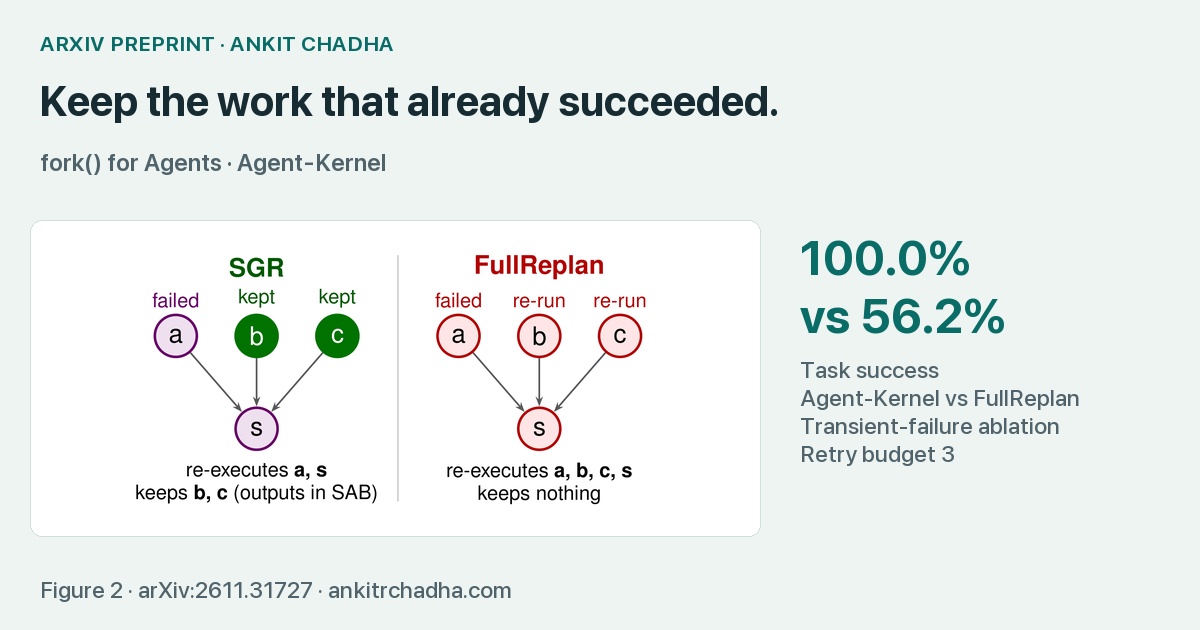 ARXIV PREPRINT · ANKIT CHADHA
Keep the work that already succeeded.
fork() for Agents · Agent-Kernel
SGR
failed kept kept
a b c
s
re-executes a, s
keeps b, c (outputs in SAB)
FullReplan
failed re-run re-run
a b c
s
re-executes a, b, c, s
keeps nothing
100.0%
vs 56.2%
Task success
Agent-Kernel vs FullReplan
Transient-failure ablation
Retry budget 3
Figure 2 · arXiv:2611.31727 · ankitrchadha.com